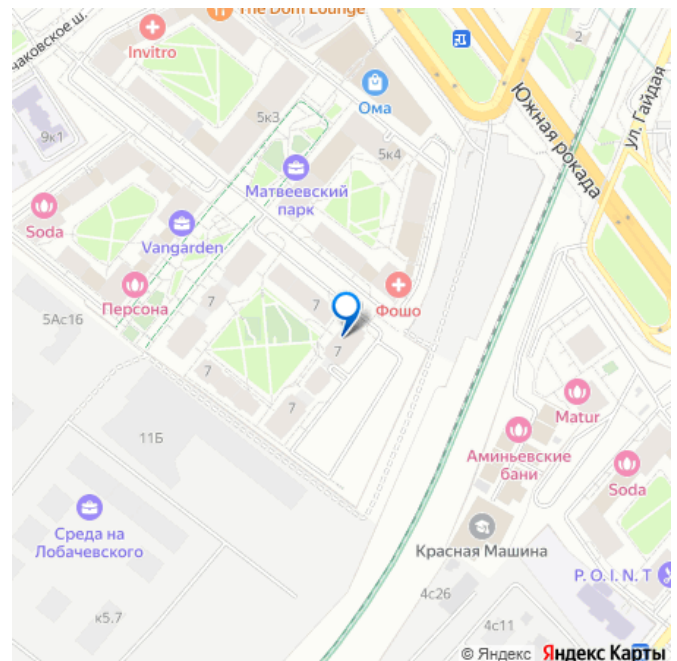 The Dom Lounge
чаковское ш.
Invitro
2
Ома
5к3
Южная рокада
ул. Гайдая
9к1
5к4
Матвеевский
парк
Soda
Vangarden
Персона
7
7
Фошо
5Ас16
7
7
7
Matur
11Б
Аминьевские
бани
Soda
Среда на
Лобачевского
Красная Машина
P. O. I. N. T
4с26
к5.7
4с11
© Яндекс Яндекс Карты